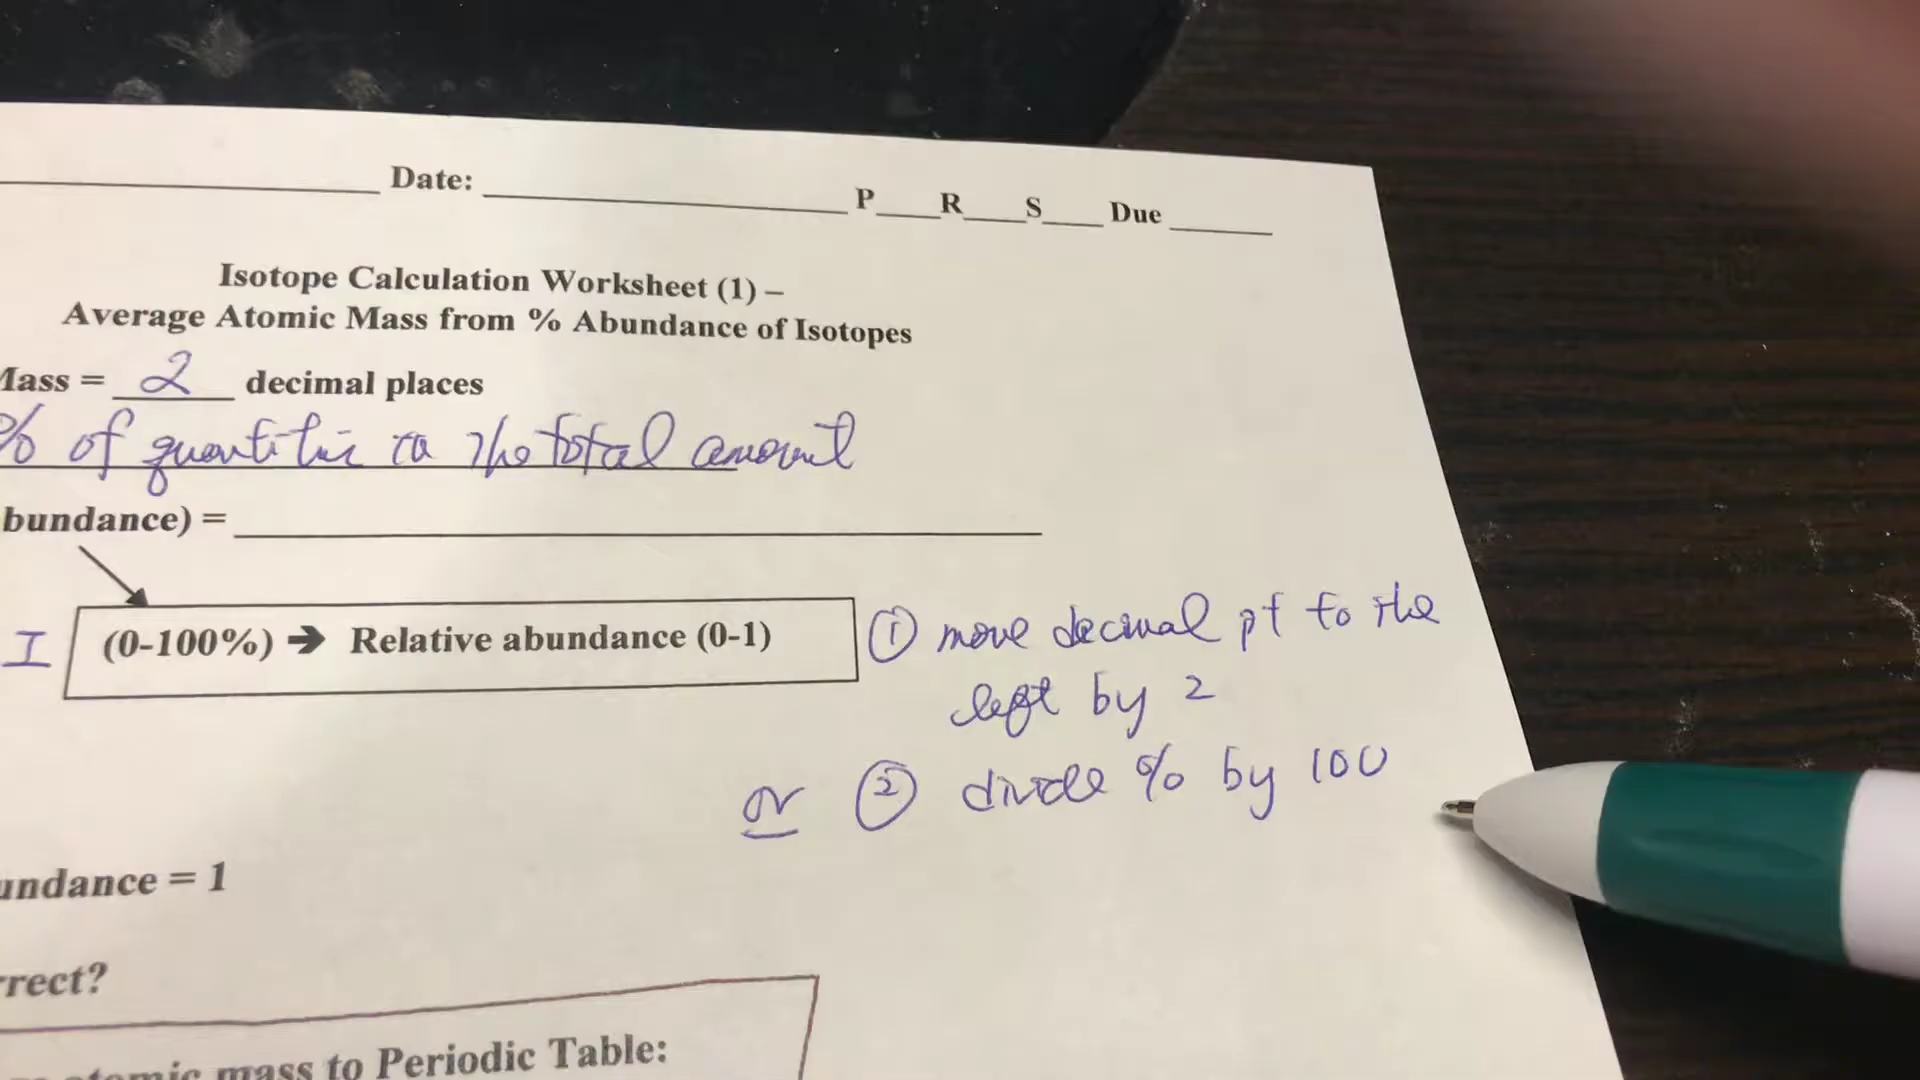 Date: P R S Due
Isotope Calculation Worksheet (1) –
Average Atomic Mass from % Abundance of Isotopes
Mass = 2 decimal places
% of quantities to the total amount
bundance) =
I (0-100%) ➔ Relative abundance (0-1) ① move decimal pt to the
left by 2
or ② divide % by 100
undance = 1
rrect?
atomic mass to Periodic Table: